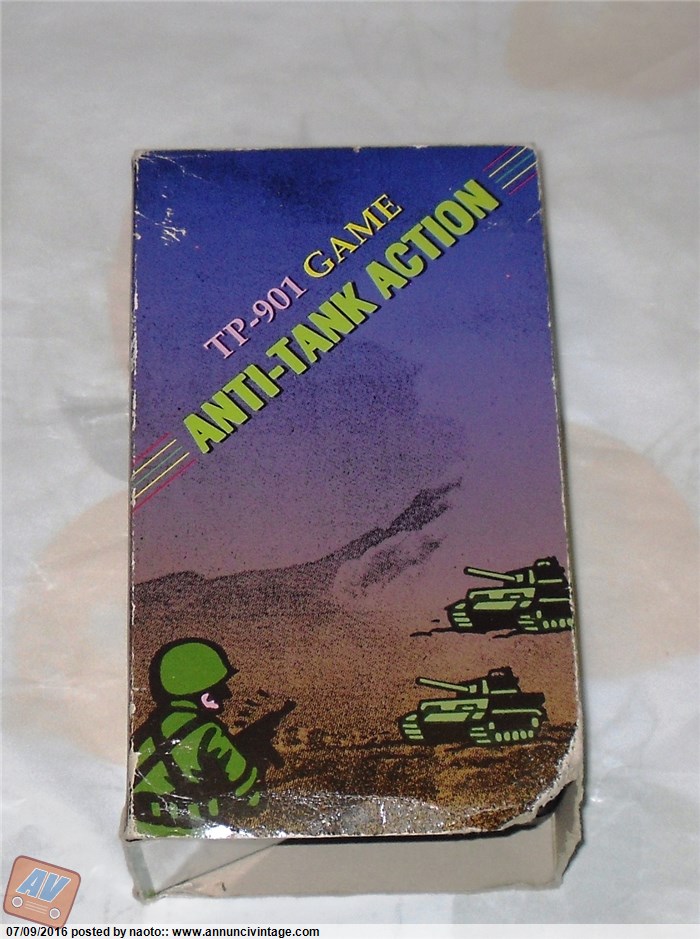 TP-901 GAME
ANTI-TANK ACTION
AV
07/09/2016 posted by naoto:: www.annuncivintage.com